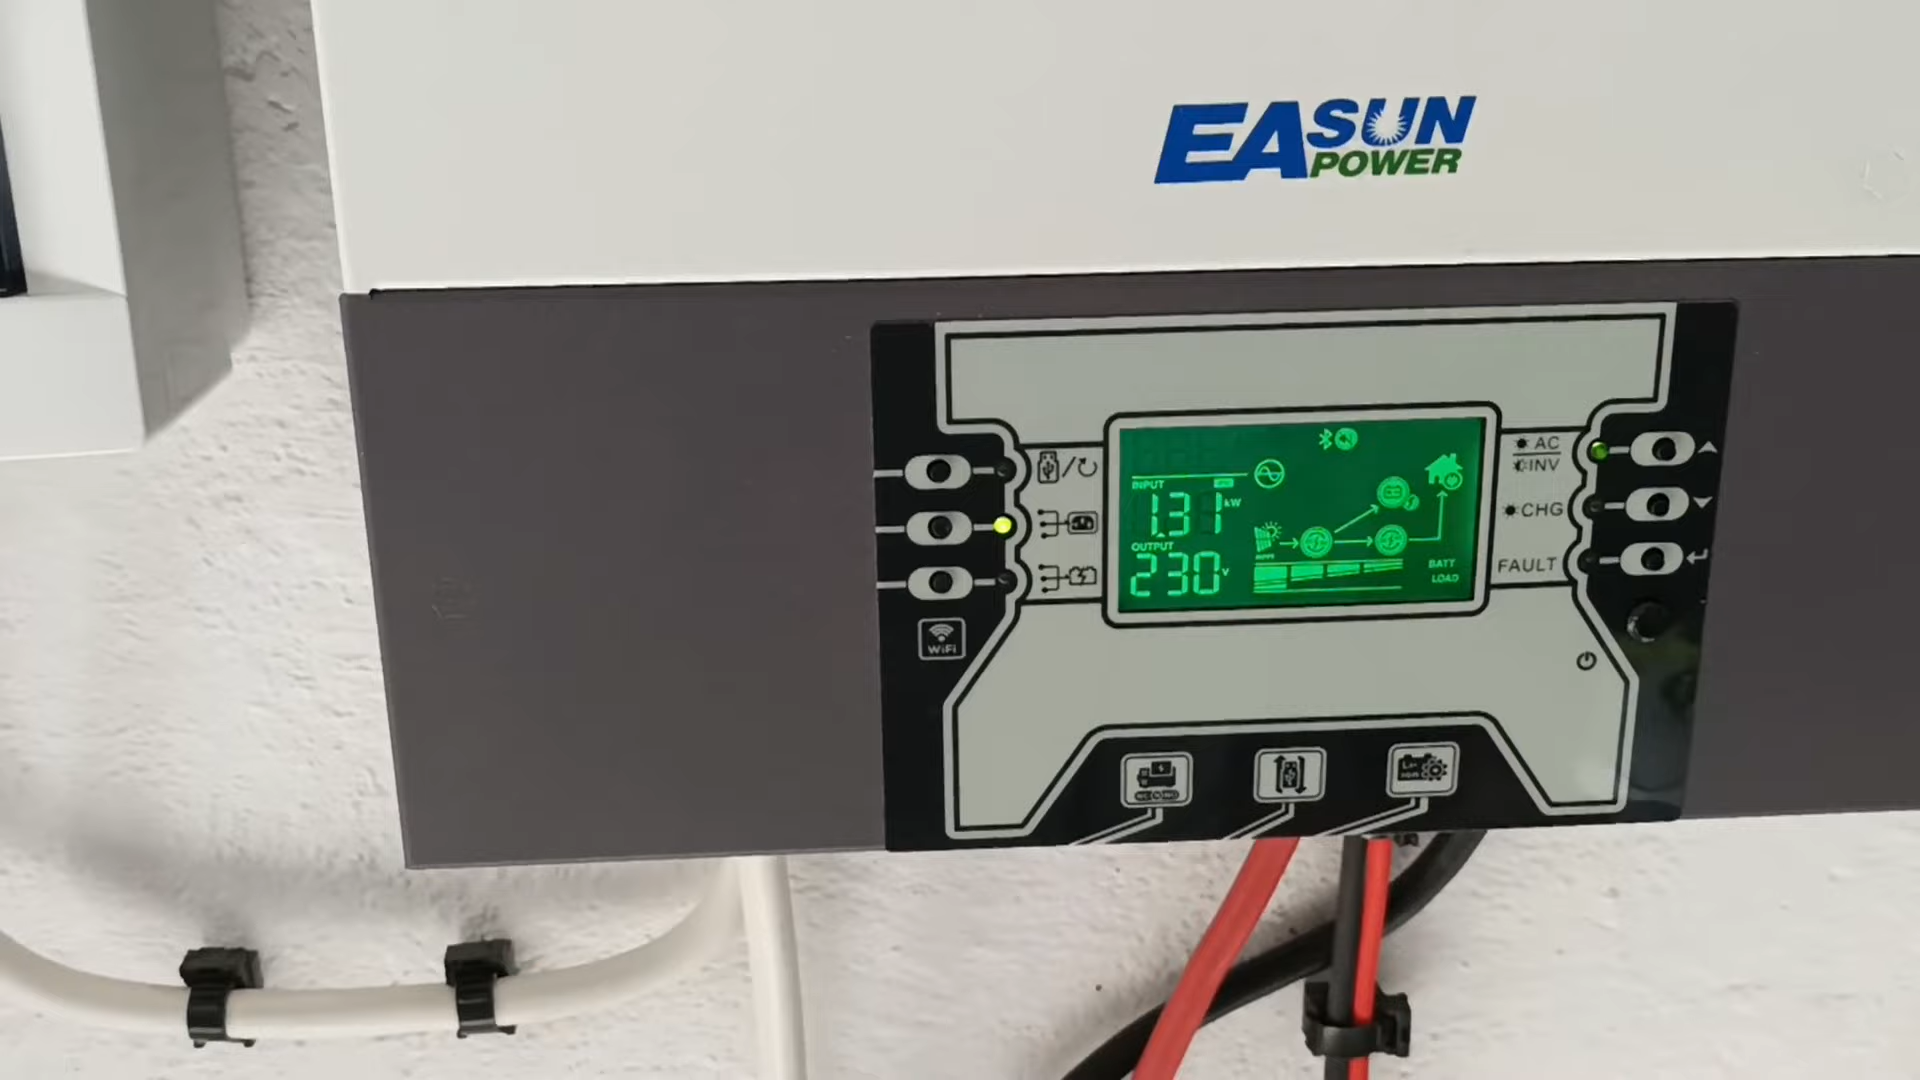 EASUN
POWER
INPUT
1.31 kW
OUTPUT
230 V
BATT
LOAD
AC
INV
CHG
FAULT
WiFi